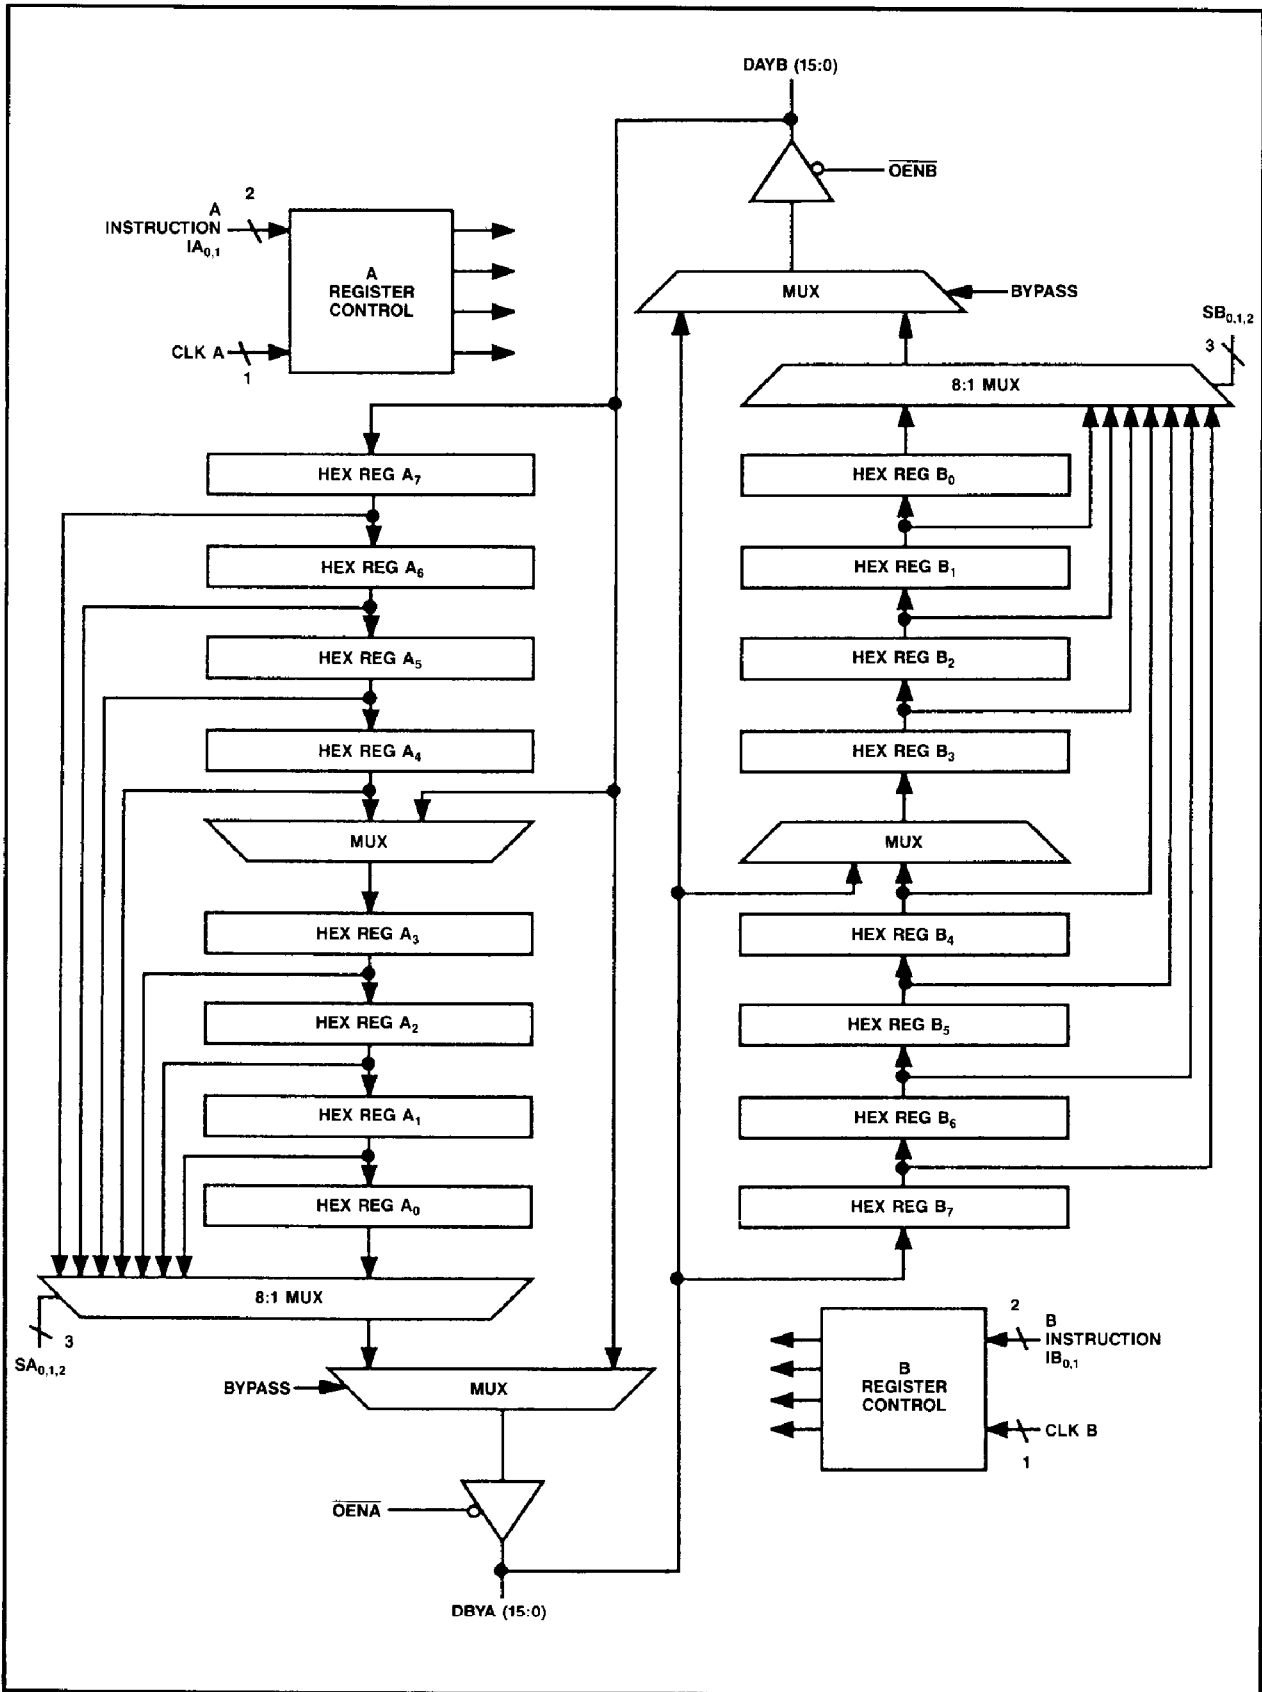 DAYB (15:0)
OENB
2
A
INSTRUCTION
IA0,1
A
REGISTER
CONTROL
CLK A
1
MUX
BYPASS
SB0,1,2
3
8:1 MUX
HEX REG A7
HEX REG B0
HEX REG A6
HEX REG B1
HEX REG A5
HEX REG B2
HEX REG A4
HEX REG B3
MUX
MUX
HEX REG A3
HEX REG B4
HEX REG A2
HEX REG B5
HEX REG A1
HEX REG B6
HEX REG A0
HEX REG B7
8:1 MUX
3
SA0,1,2
BYPASS
MUX
2
B
INSTRUCTION
IB0,1
B
REGISTER
CONTROL
CLK B
1
OENA
DBYA (15:0)